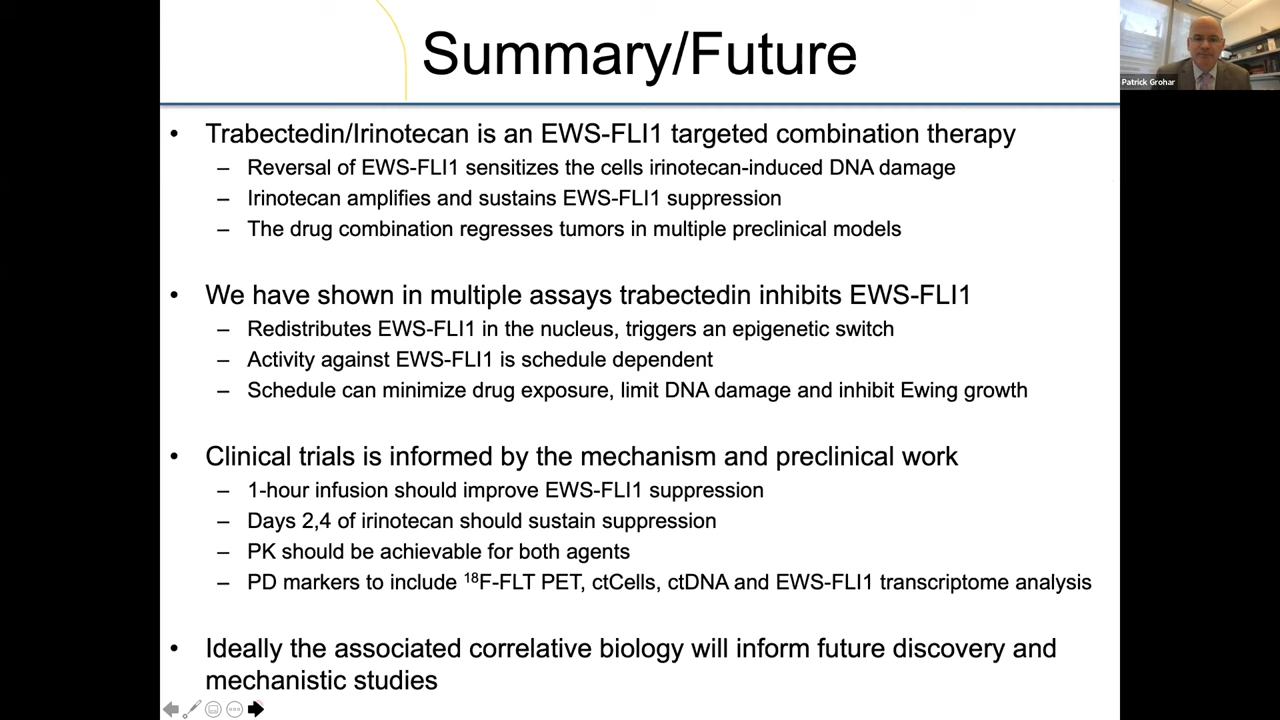 Summary/Future
Patrick Grohar
• Trabectedin/Irinotecan is an EWS-FLI1 targeted combination therapy
– Reversal of EWS-FLI1 sensitizes the cells irinotecan-induced DNA damage
– Irinotecan amplifies and sustains EWS-FLI1 suppression
– The drug combination regresses tumors in multiple preclinical models
• We have shown in multiple assays trabectedin inhibits EWS-FLI1
– Redistributes EWS-FLI1 in the nucleus, triggers an epigenetic switch
– Activity against EWS-FLI1 is schedule dependent
– Schedule can minimize drug exposure, limit DNA damage and inhibit Ewing growth
• Clinical trials is informed by the mechanism and preclinical work
– 1-hour infusion should improve EWS-FLI1 suppression
– Days 2,4 of irinotecan should sustain suppression
– PK should be achievable for both agents
– PD markers to include ¹⁸F-FLT PET, ctCells, ctDNA and EWS-FLI1 transcriptome analysis
• Ideally the associated correlative biology will inform future discovery and
mechanistic studies